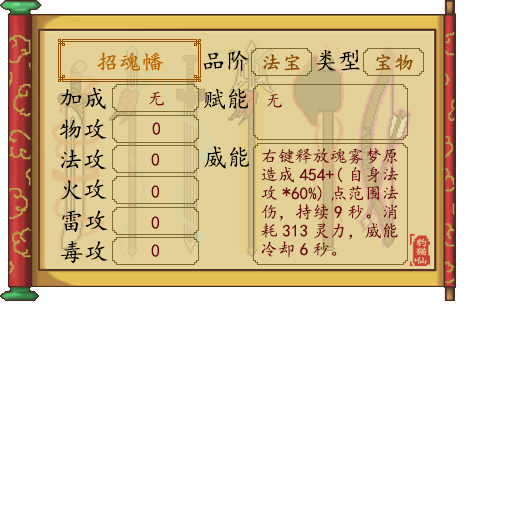 招魂幡 品阶 法宝 类型 宝物
加成 无 赋能 无
物攻 0
法攻 0 威能 右键释放魂雾梦原
造成454+(自身法
火攻 0 攻*60%)点范围法
雷攻 0 伤，持续9秒。消
耗313灵力，威能
毒攻 0 冷却6秒。
豹猫仙